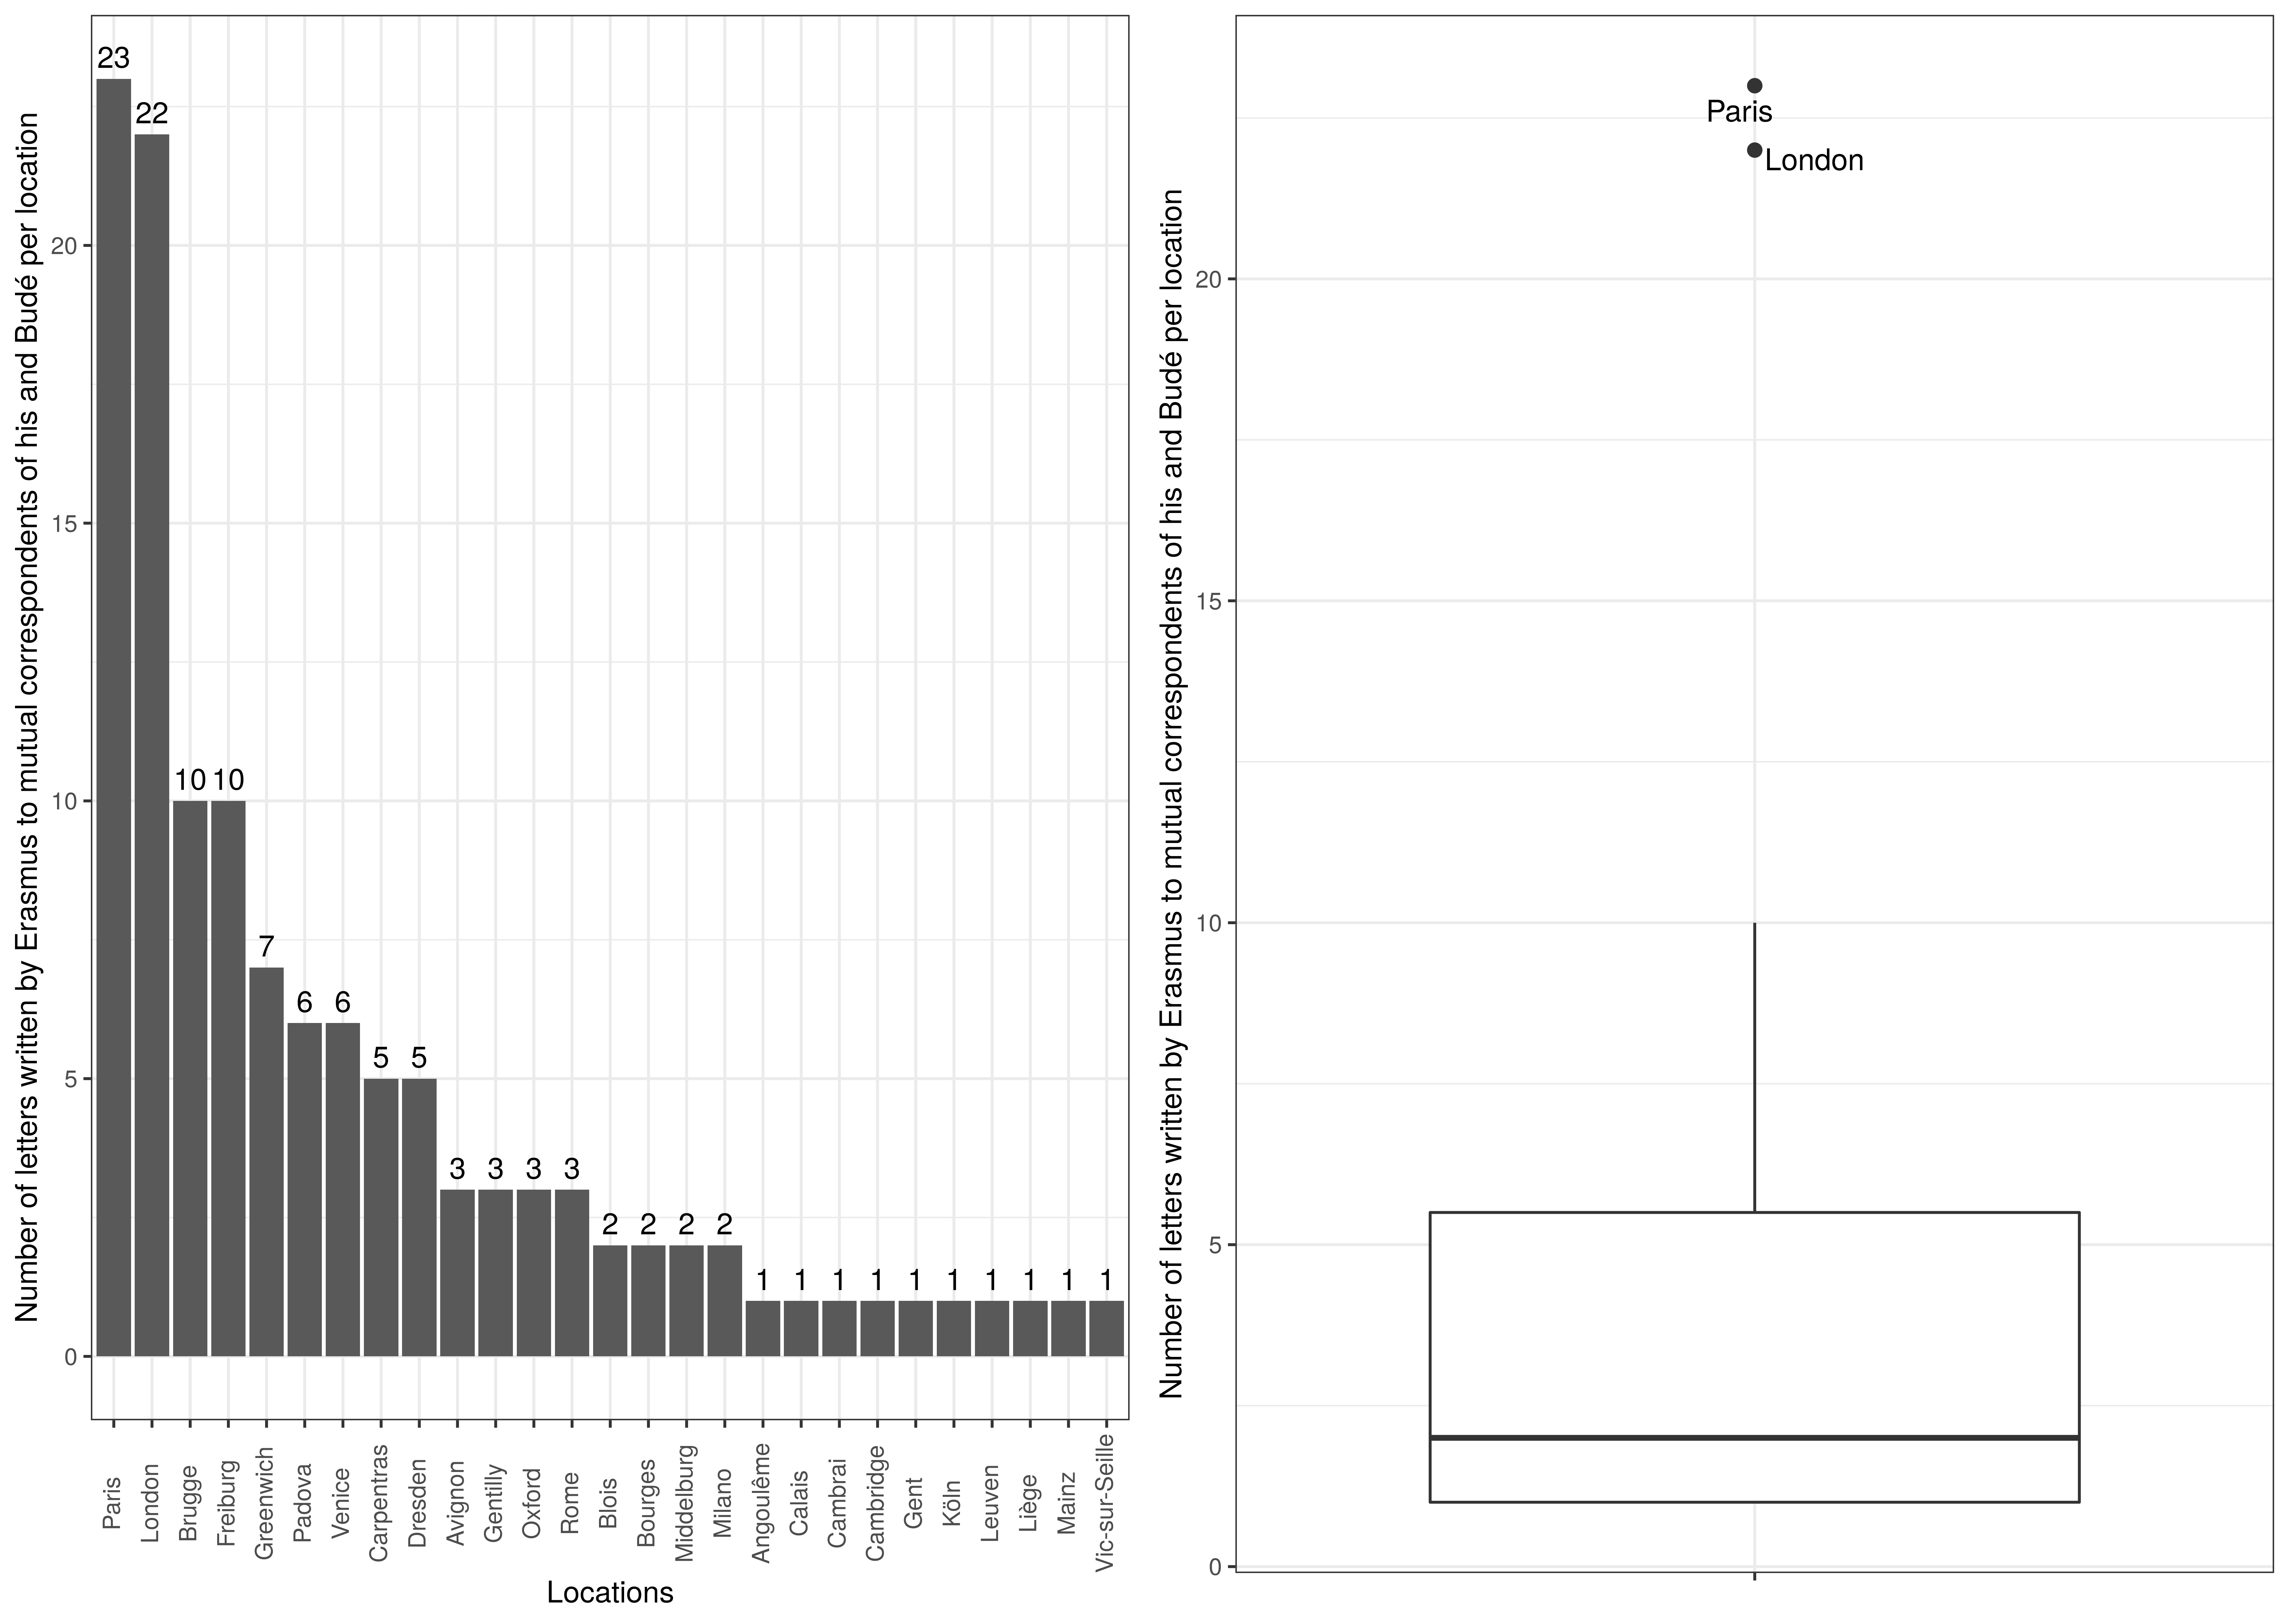 Number of letters written by Erasmus to mutual correspondents of his and Budé per location
20
15
10
5
0
23
22
10
10
7
6
6
5
5
3
3
3
3
2
2
2
2
1
1
1
1
1
1
1
1
1
1
Paris
London
Brugge
Freiburg
Greenwich
Padova
Venice
Carpentras
Dresden
Avignon
Gentilly
Oxford
Rome
Blois
Bourges
Middelburg
Milano
Angoulême
Calais
Cambrai
Cambridge
Gent
Köln
Leuven
Liège
Mainz
Vic-sur-Seille
Locations
Number of letters written by Erasmus to mutual correspondents of his and Budé per location
20
15
10
5
0
Paris
London